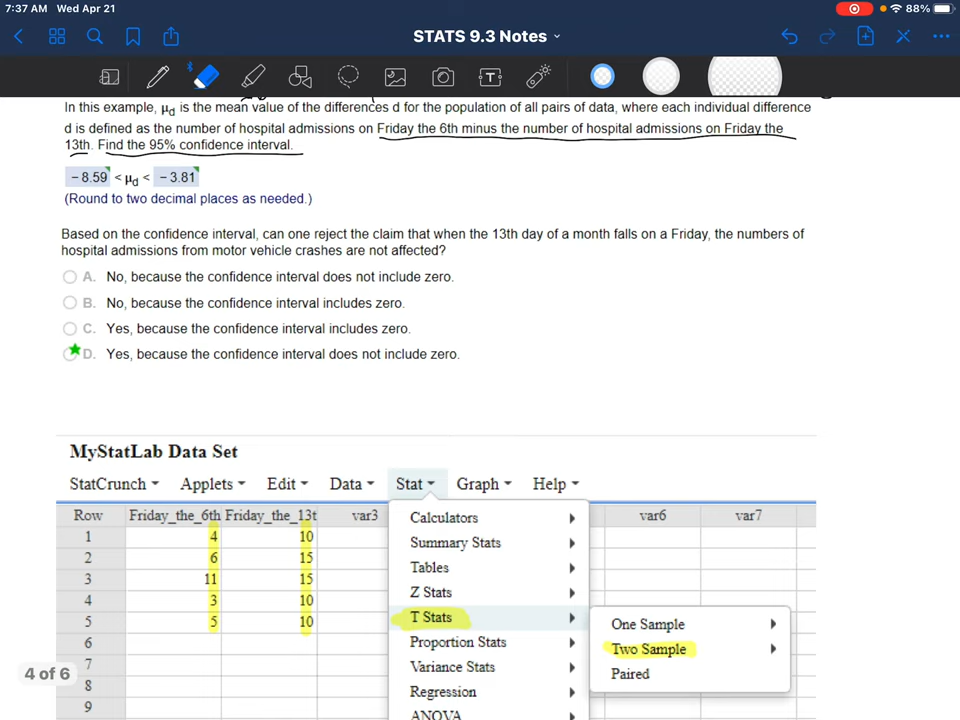 7:37 AM Wed Apr 21
88%
STATS 9.3 Notes
T
In this example, μd is the mean value of the differences d for the population of all pairs of data, where each individual difference
d is defined as the number of hospital admissions on Friday the 6th minus the number of hospital admissions on Friday the
13th. Find the 95% confidence interval.
− 8.59 < μd < − 3.81
(Round to two decimal places as needed.)
Based on the confidence interval, can one reject the claim that when the 13th day of a month falls on a Friday, the numbers of
hospital admissions from motor vehicle crashes are not affected?
A. No, because the confidence interval does not include zero.
B. No, because the confidence interval includes zero.
C. Yes, because the confidence interval includes zero.
D. Yes, because the confidence interval does not include zero.
MyStatLab Data Set
StatCrunch Applets Edit Data Stat Graph Help
Row Friday_the_6th Friday_the_13t var3 var6 var7
1 4 10
2 6 15
3 11 15
4 3 10
5 5 10
6
7
8
9
Calculators
Summary Stats
Tables
Z Stats
T Stats
Proportion Stats
Variance Stats
Regression
ANOVA
One Sample
Two Sample
Paired
4 of 6